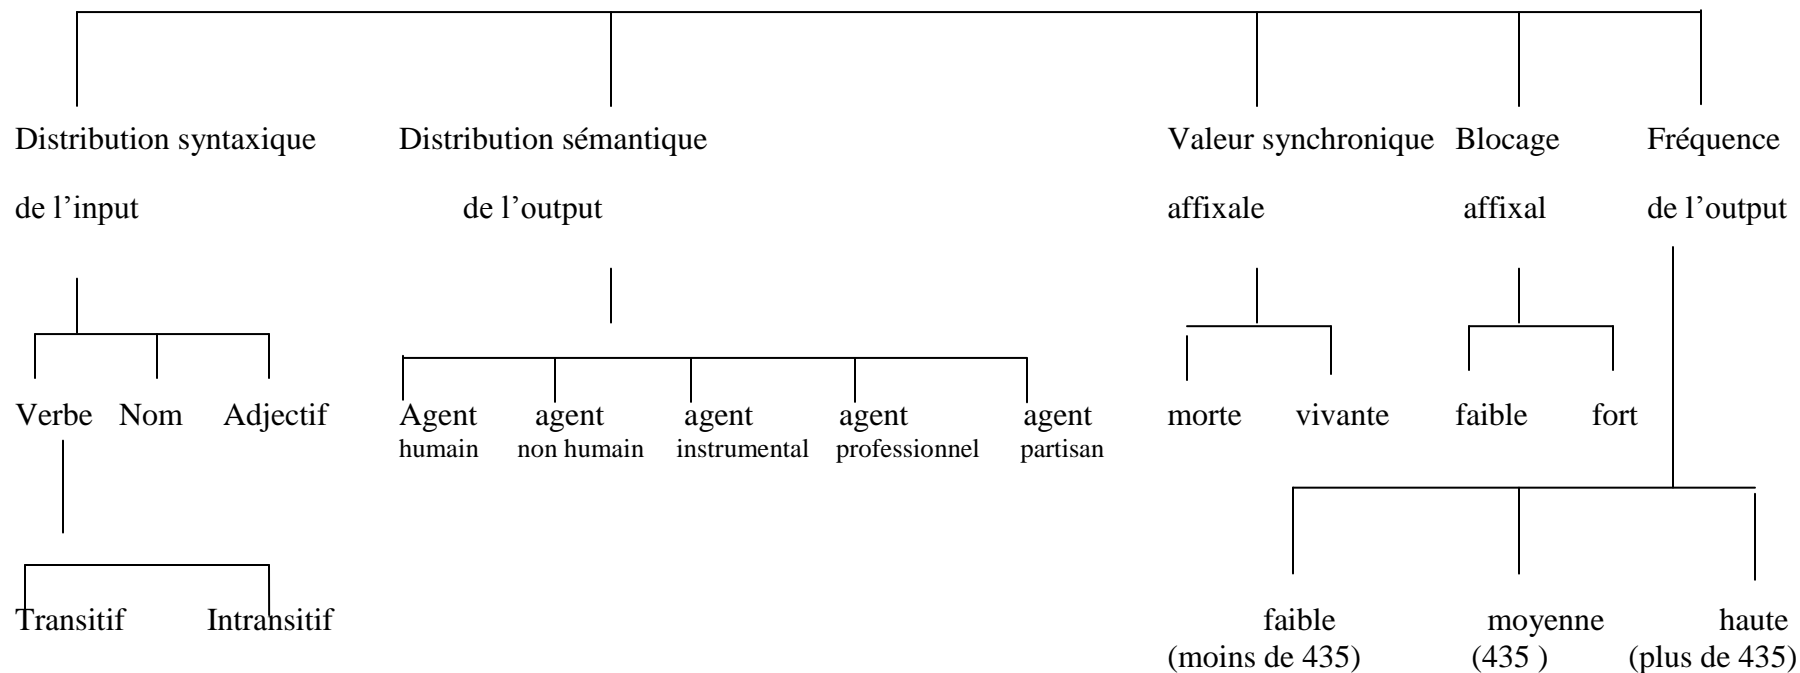 Distribution syntaxique Distribution sémantique Valeur synchronique Blocage Fréquence
de l’input de l’output affixale affixal de l’output
Verbe Nom Adjectif Agent agent agent agent agent morte vivante faible fort
humain non humain instrumental professionnel partisan
Transitif Intransitif faible moyenne haute
(moins de 435) (435 ) (plus de 435)